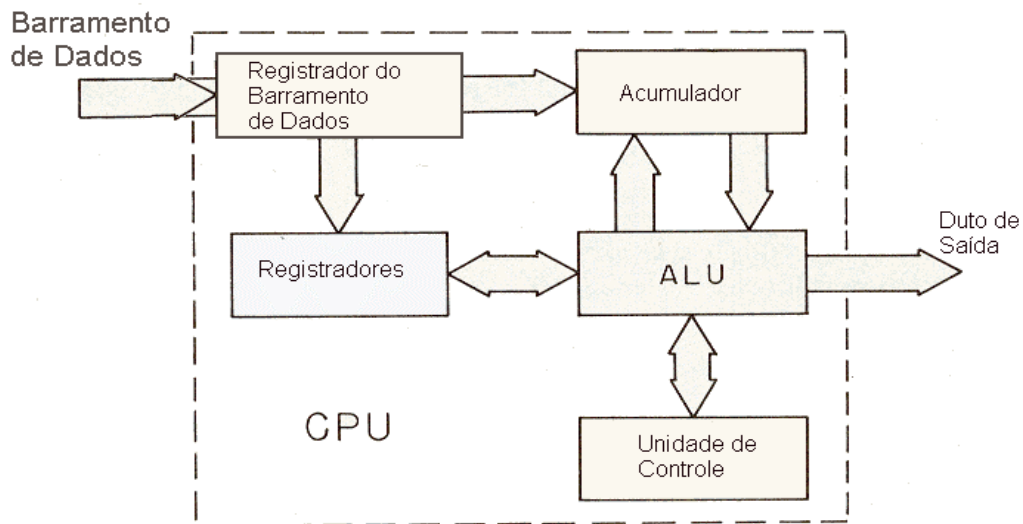 Barramento
de Dados
Registrador do
Barramento
de Dados
Acumulador
Registradores
ALU
Duto de
Saída
CPU
Unidade de
Controle